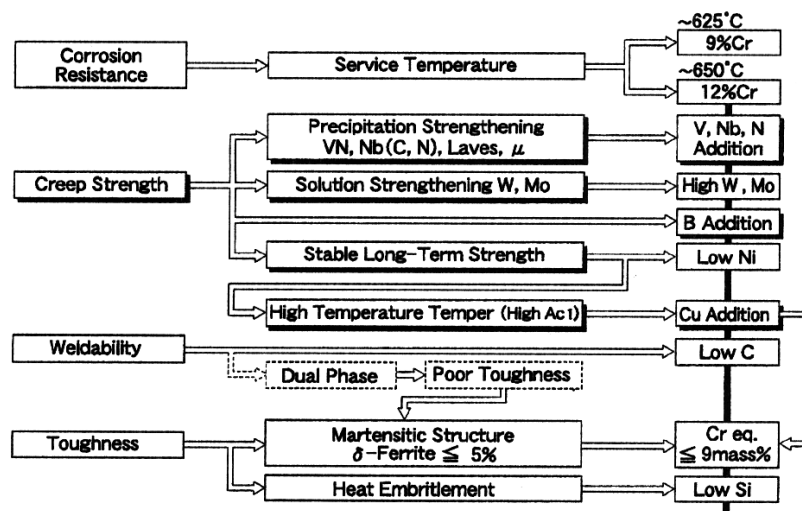 ~625°C
9%Cr
Corrosion
Resistance
Service Temperature
~650°C
12%Cr
Precipitation Strengthening
VN, Nb(C, N), Laves, μ
V, Nb, N
Addition
Creep Strength
Solution Strengthening W, Mo
High W, Mo
B Addition
Stable Long-Term Strength
Low Ni
High Temperature Temper (High Ac1)
Cu Addition
Weldability
Low C
Dual Phase
Poor Toughness
Toughness
Martensitic Structure
δ-Ferrite ≦ 5%
Cr eq.
≦ 9mass%
Heat Embritlement
Low Si